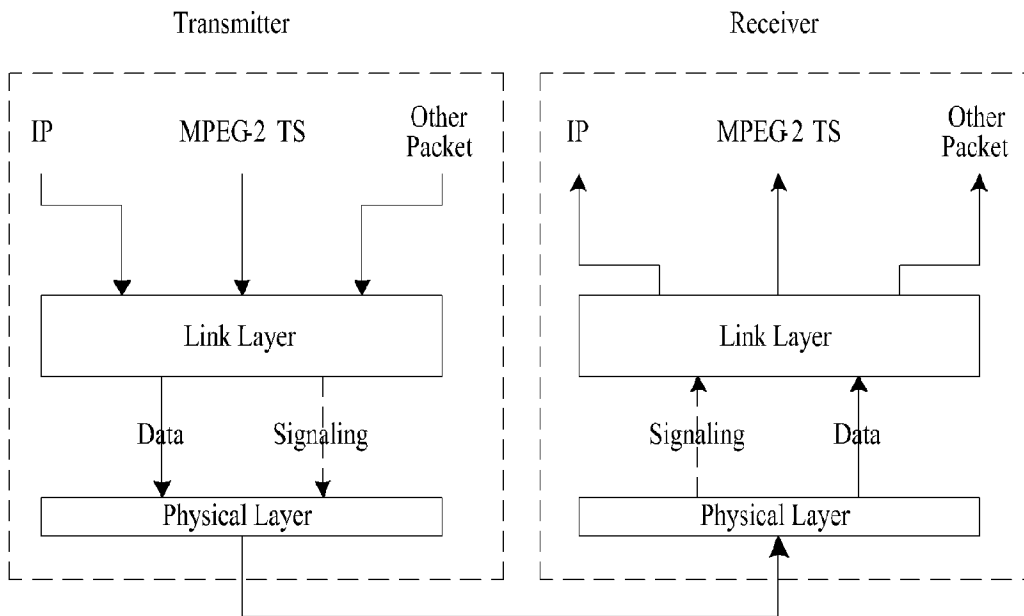 Transmitter
IP
MPEG-2 TS
Other
Packet
Link Layer
Data
Signaling
Physical Layer
Receiver
IP
MPEG-2 TS
Other
Packet
Link Layer
Signaling
Data
Physical Layer